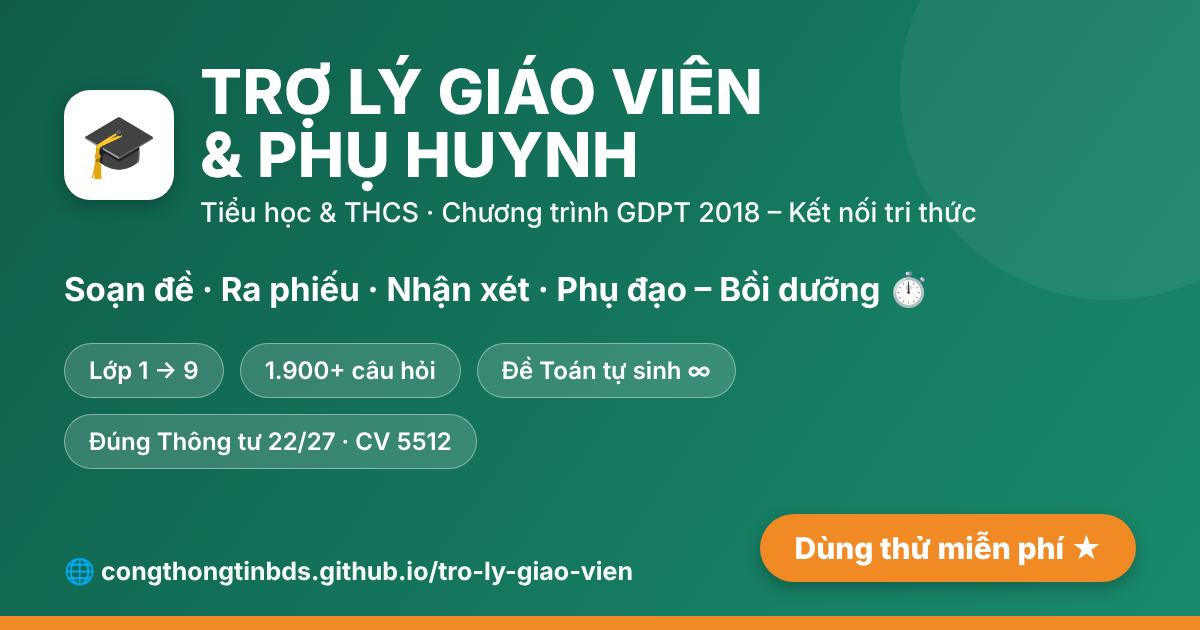 TRỢ LÝ GIÁO VIÊN
& PHỤ HUYNH
Tiểu học & THCS · Chương trình GDPT 2018 – Kết nối tri thức
Soạn đề · Ra phiếu · Nhận xét · Phụ đạo – Bồi dưỡng ⏱️
Lớp 1 → 9
1.900+ câu hỏi
Đề Toán tự sinh ∞
Đúng Thông tư 22/27 · CV 5512
Dùng thử miễn phí ★
🌐 congthongtinbds.github.io/tro-ly-giao-vien